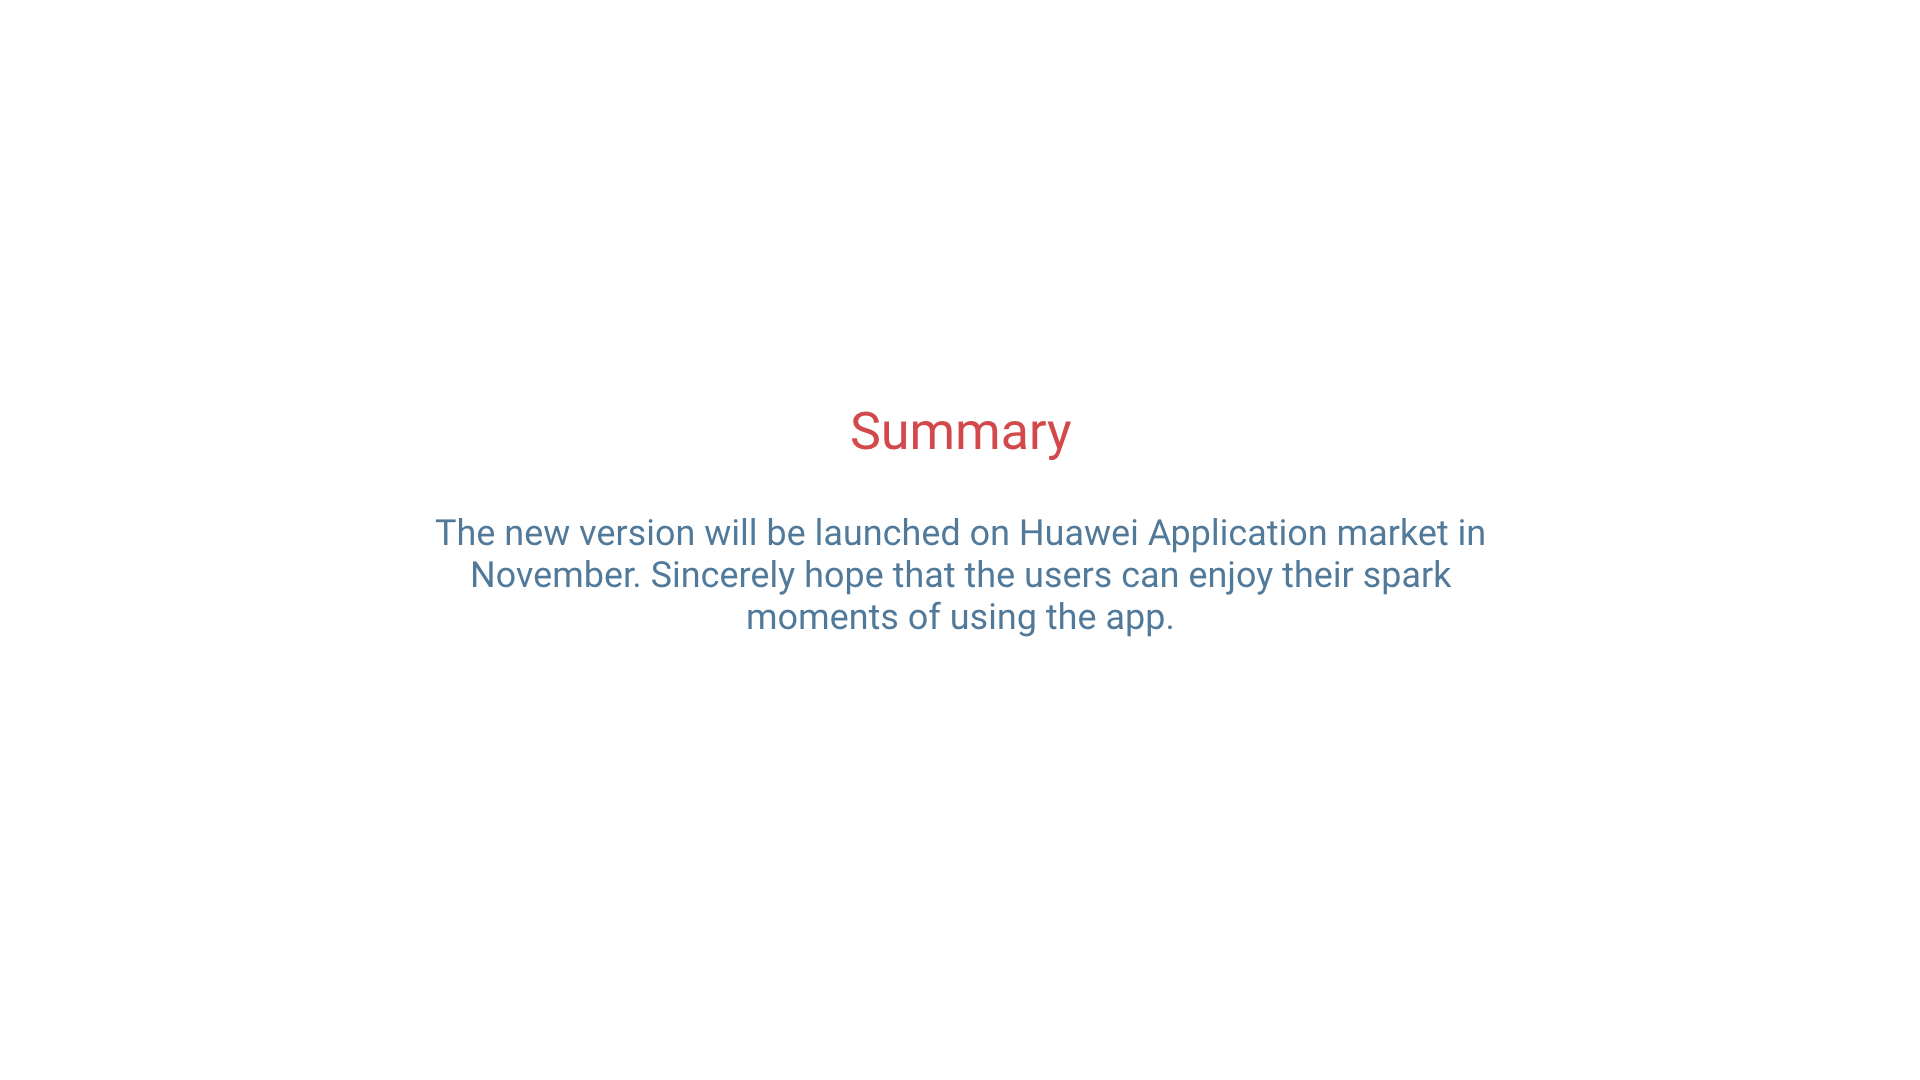 Summary
The new version will be launched on Huawei Application market in
November. Sincerely hope that the users can enjoy their spark
moments of using the app.